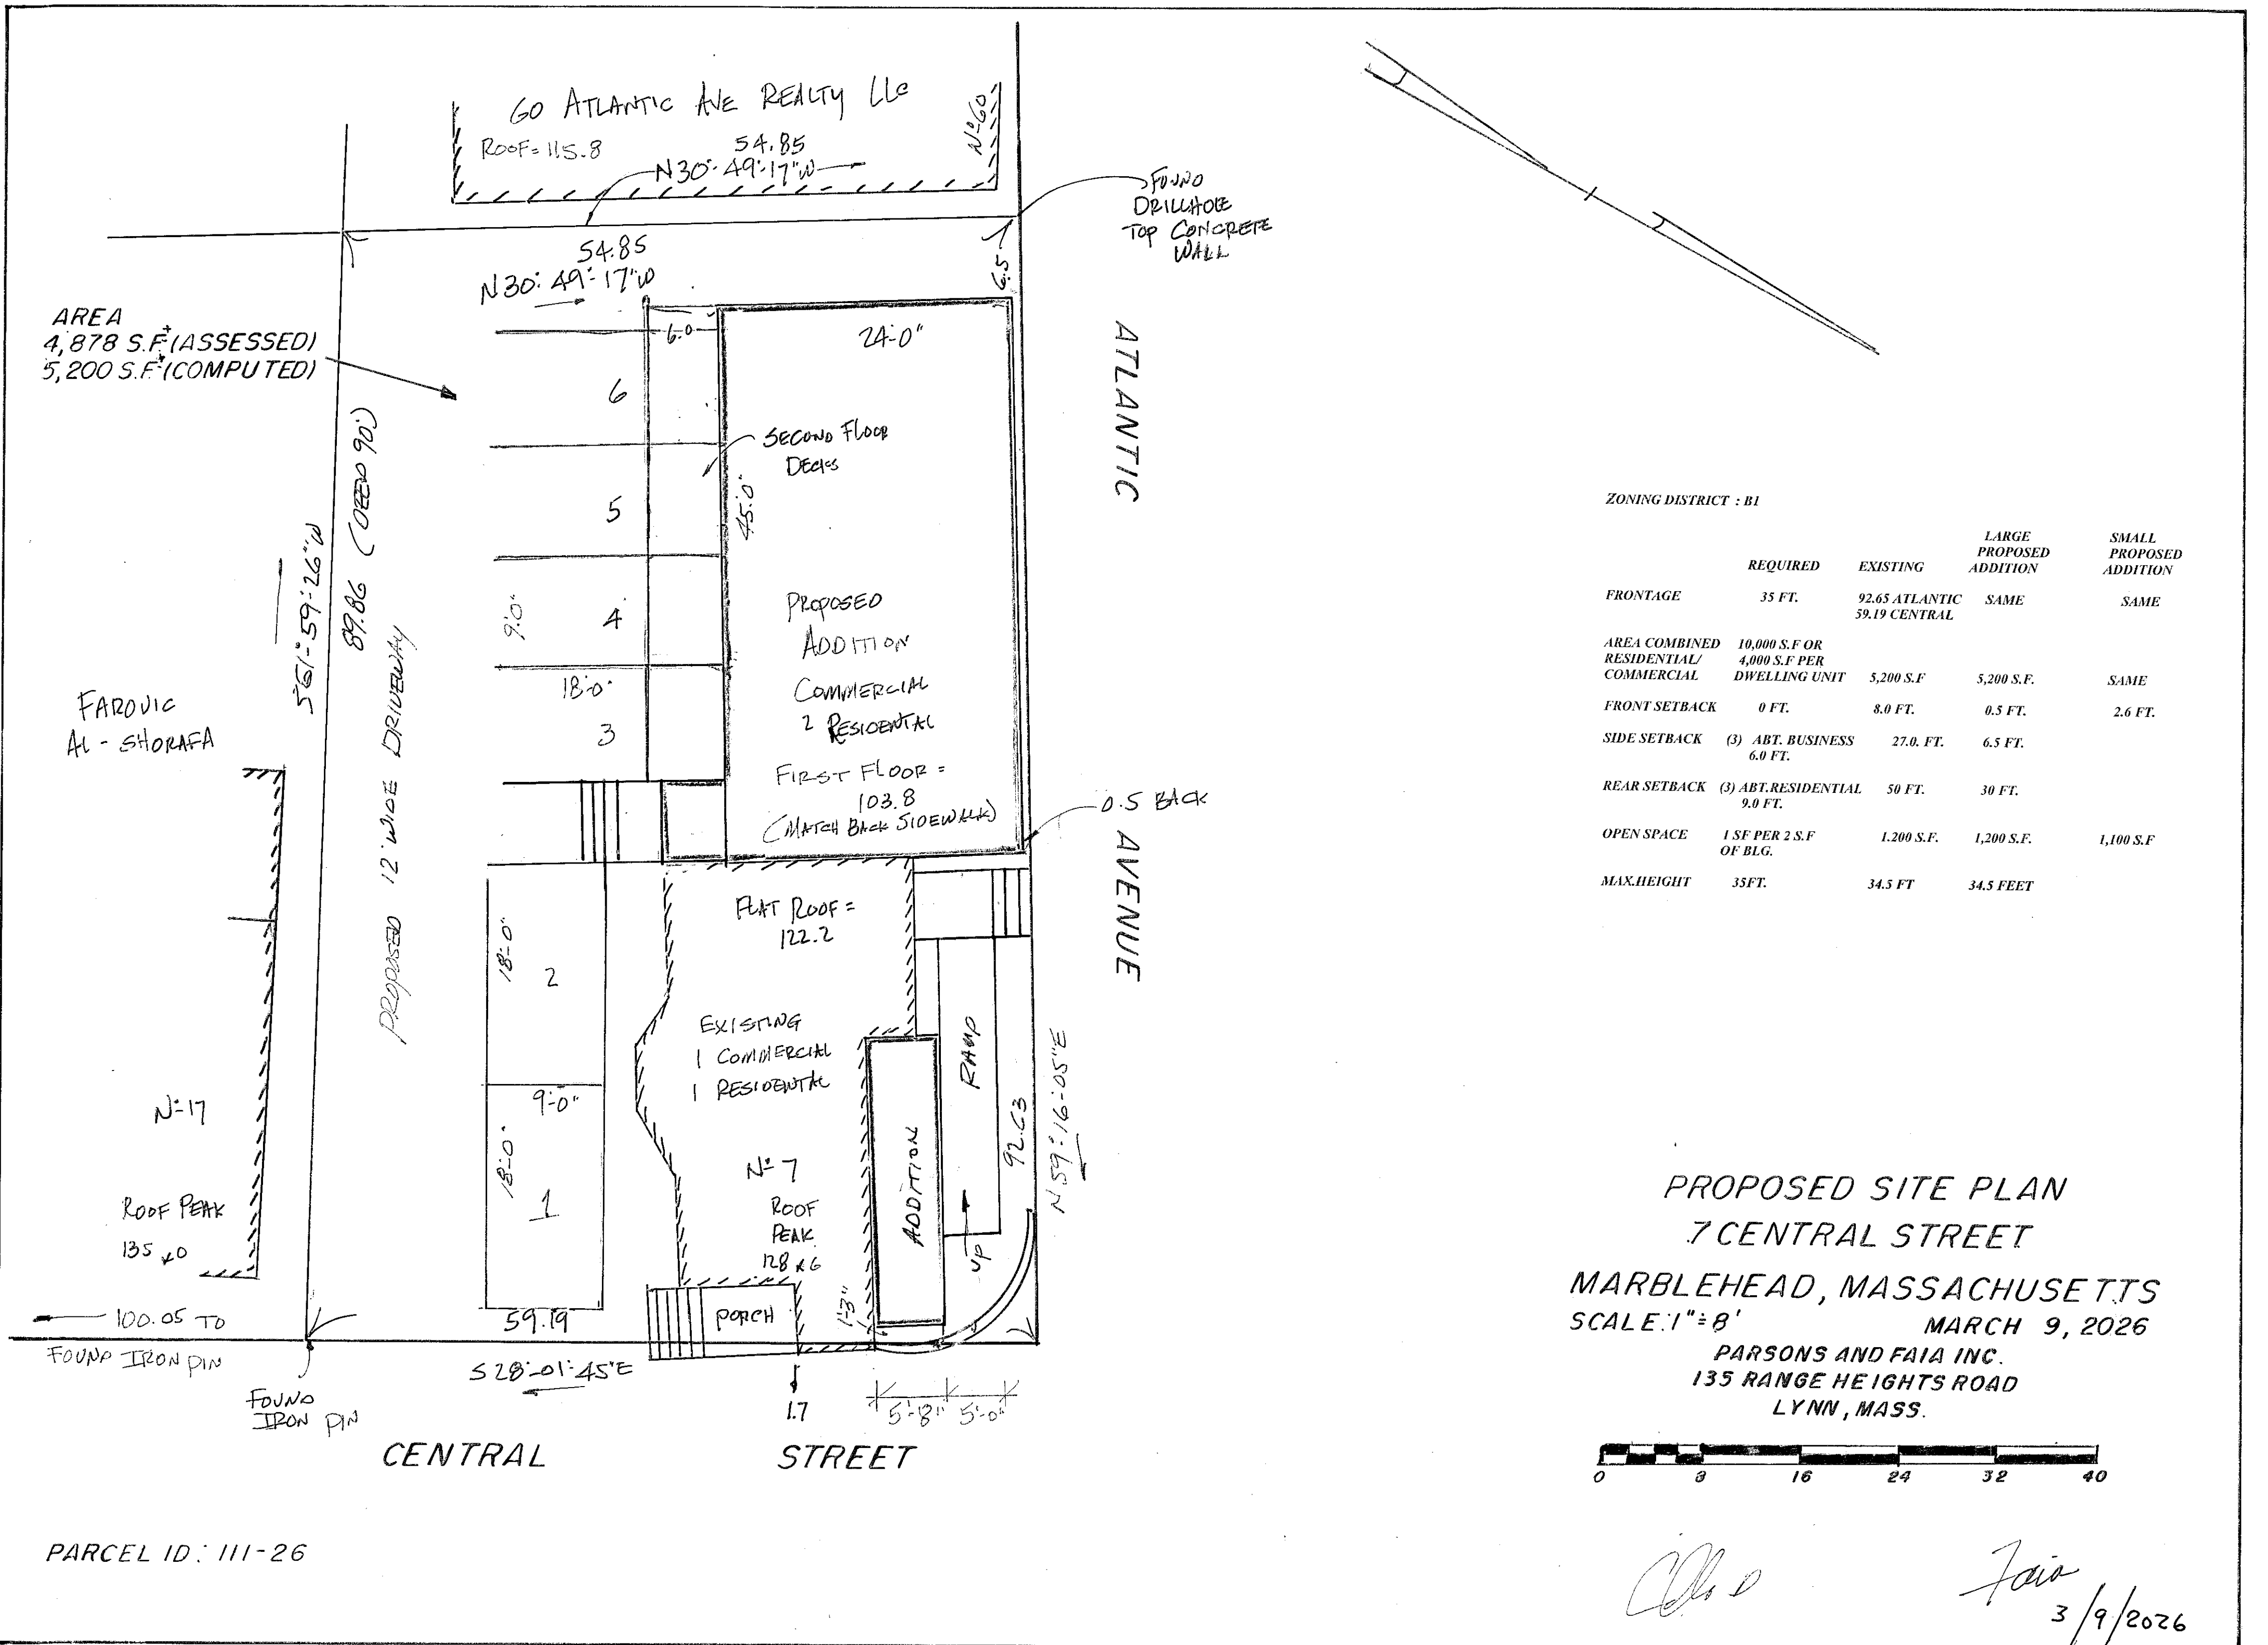 60 ATLANTIC AVE REALTY LLC
ROOF = 115.8
54.85
N30°-49'-17"W
Nº60
FOUND
DRILLHOLE
TOP CONCRETE
WALL
54.85
N30°-49'-17"W
6.5
AREA
4,878 S.F.± (ASSESSED)
5,200 S.F.± (COMPUTED)
6.0
24'-0"
6
SECOND FLOOR
DECKS
5
45'-0"
ATLANTIC
AVENUE
S61°-59'-26"W
89.86 (DEED 90')
PROPOSED 12' WIDE DRIVEWAY
9'-0"
4
18'-0"
3
PROPOSED
ADDITION
COMMERCIAL
2 RESIDENTAL
FIRST FLOOR =
103.8
(MATCH BACK SIDEWALK)
0.5 BACK
FAROUIC
AL - SHORAFA
Nº17
ROOF PEAK
135x0
FLAT ROOF =
122.2
18'-0"
2
EXISTING
1 COMMERCIAL
1 RESIDENTAL
9'-0"
18'-0"
1
Nº 7
ROOF
PEAK
128x6
ADDITION
RAMP
UP
92.63
N59°-16'-05"E
1'-3"
PORCH
59.19
100.05 TO
FOUND IRON PIN
FOUND
IRON PIN
S28°-01'-45"E
1.7
5'-8" 5'-0"
CENTRAL STREET
PARCEL ID: 111-26
ZONING DISTRICT : B1
REQUIRED EXISTING LARGE PROPOSED ADDITION SMALL PROPOSED ADDITION
FRONTAGE 35 FT. 92.65 ATLANTIC SAME SAME
59.19 CENTRAL
AREA COMBINED 10,000 S.F OR
RESIDENTIAL/ 4,000 S.F PER
COMMERCIAL DWELLING UNIT 5,200 S.F 5,200 S.F. SAME
FRONT SETBACK 0 FT. 8.0 FT. 0.5 FT. 2.6 FT.
SIDE SETBACK (3) ABT. BUSINESS 27.0. FT. 6.5 FT.
6.0 FT.
REAR SETBACK (3) ABT.RESIDENTIAL 50 FT. 30 FT.
9.0 FT.
OPEN SPACE 1 SF PER 2 S.F 1.200 S.F. 1,200 S.F. 1,100 S.F
OF BLG.
MAX.HEIGHT 35FT. 34.5 FT 34.5 FEET
PROPOSED SITE PLAN
7 CENTRAL STREET
MARBLEHEAD, MASSACHUSETTS
SCALE: 1"=8' MARCH 9, 2026
PARSONS AND FAIA INC.
135 RANGE HEIGHTS ROAD
LYNN, MASS.
0 8 16 24 32 40
Faia
3/9/2026